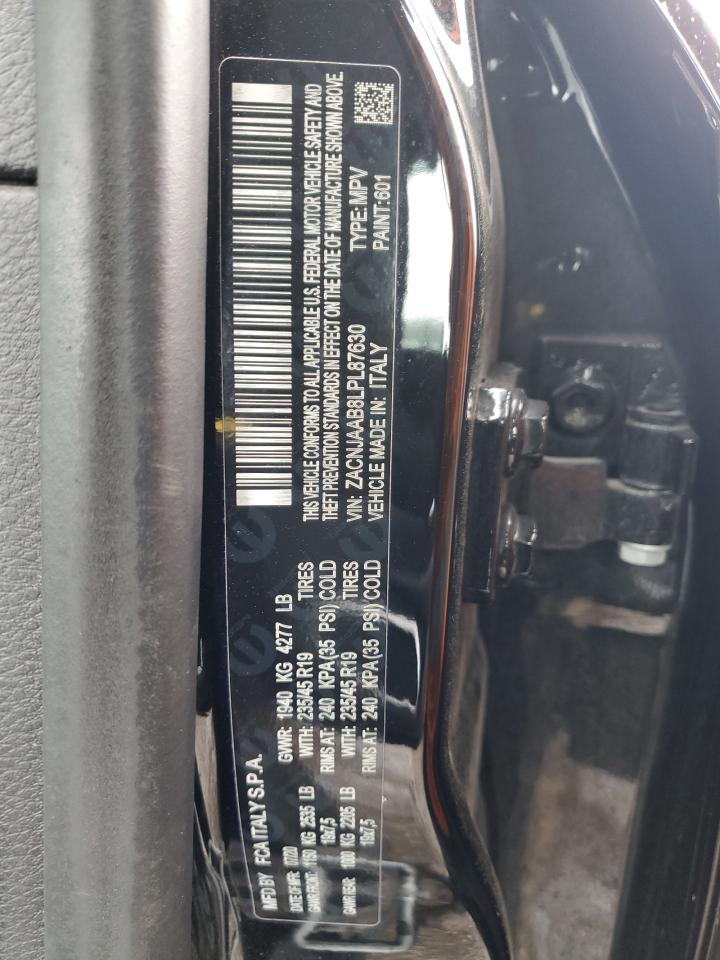 MFD BY FCA ITALY S.P.A.
DATE OF MFR:
GVWR: 1940 KG 4277 LB
GAWR FRONT: 1150 KG 2535 LB WITH: 235/45 R19 TIRES
19x7,5 RIMS AT: 240 KPA(35 PSI) COLD
GAWR REAR: 1000 KG 2205 LB WITH: 235/45 R19 TIRES
19x7,5 RIMS AT: 240 KPA(35 PSI) COLD
THIS VEHICLE CONFORMS TO ALL APPLICABLE U.S. FEDERAL MOTOR VEHICLE SAFETY AND
THEFT PREVENTION STANDARDS IN EFFECT ON THE DATE OF MANUFACTURE SHOWN ABOVE.
VIN: ZACNJAAB8LPL87630 TYPE: MPV
VEHICLE MADE IN: ITALY PAINT:601